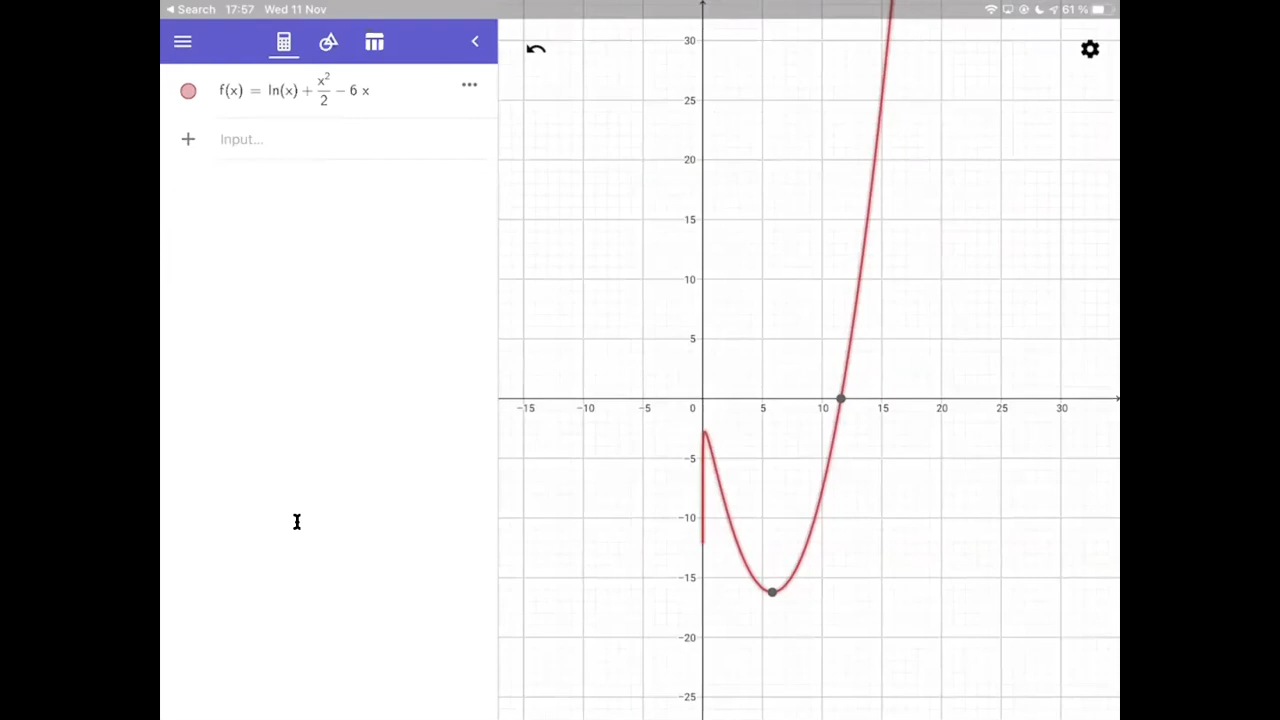 Search 17:57 Wed 11 Nov 61 %
f(x) = ln(x) + x²/2 − 6 x
Input...
30
25
20
15
10
5
−15 −10 −5 0 5 10 15 20 25 30
−5
−10
−15
−20
−25